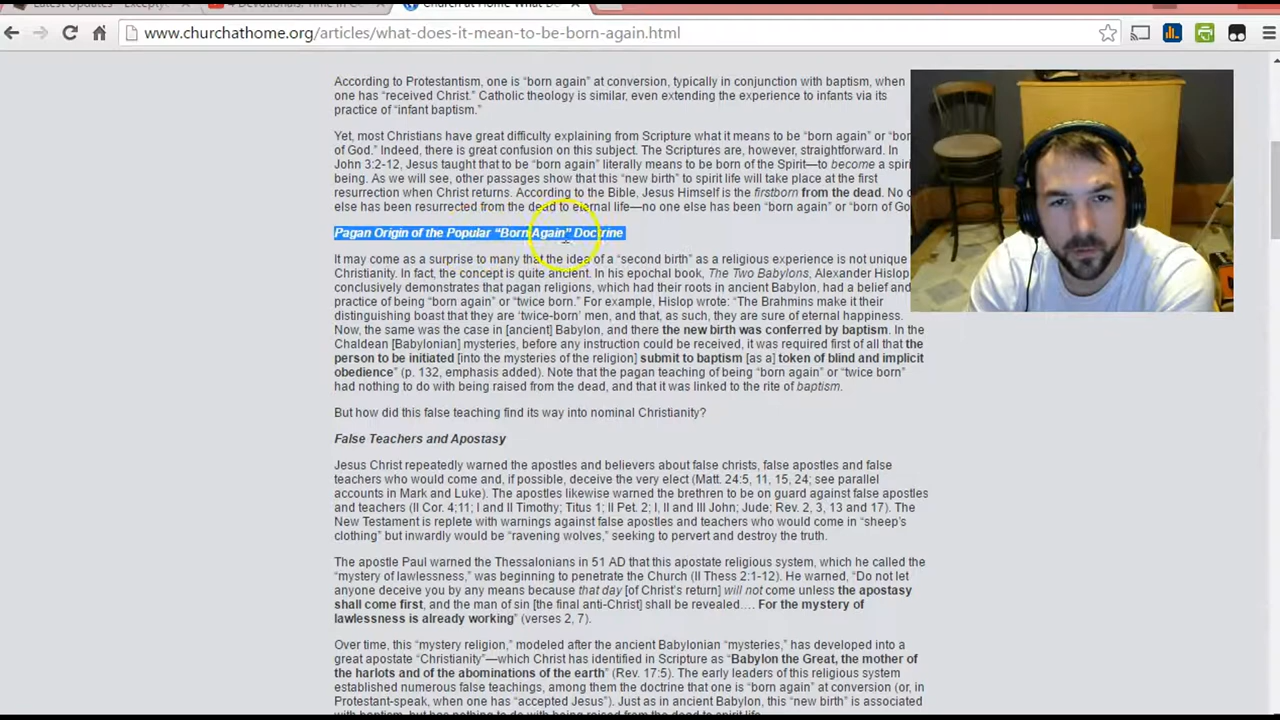 Latest Updates - Excepty
4 Devotionals: Time in G
Church at Home What D
www.churchathome.org/articles/what-does-it-mean-to-be-born-again.html
According to Protestantism, one is “born again” at conversion, typically in conjunction with baptism, when
one has “received Christ.” Catholic theology is similar, even extending the experience to infants via its
practice of “infant baptism.”
Yet, most Christians have great difficulty explaining from Scripture what it means to be “born again” or “born
of God.” Indeed, there is great confusion on this subject. The Scriptures are, however, straightforward. In
John 3:2-12, Jesus taught that to be “born again” literally means to be born of the Spirit—to become a spiri
being. As we will see, other passages show that this “new birth” to spirit life will take place at the first
resurrection when Christ returns. According to the Bible, Jesus Himself is the firstborn from the dead. No o
else has been resurrected from the dead to eternal life—no one else has been “born again” or “born of Go
Pagan Origin of the Popular “Born Again” Doctrine
It may come as a surprise to many that the idea of a “second birth” as a religious experience is not unique
Christianity. In fact, the concept is quite ancient. In his epochal book, The Two Babylons, Alexander Hislop
conclusively demonstrates that pagan religions, which had their roots in ancient Babylon, had a belief and
practice of being “born again” or “twice born.” For example, Hislop wrote: “The Brahmins make it their
distinguishing boast that they are ‘twice-born’ men, and that, as such, they are sure of eternal happiness.
Now, the same was the case in [ancient] Babylon, and there the new birth was conferred by baptism. In the
Chaldean [Babylonian] mysteries, before any instruction could be received, it was required first of all that the
person to be initiated [into the mysteries of the religion] submit to baptism [as a] token of blind and implicit
obedience” (p. 132, emphasis added). Note that the pagan teaching of being “born again” or “twice born”
had nothing to do with being raised from the dead, and that it was linked to the rite of baptism.
But how did this false teaching find its way into nominal Christianity?
False Teachers and Apostasy
Jesus Christ repeatedly warned the apostles and believers about false christs, false apostles and false
teachers who would come and, if possible, deceive the very elect (Matt. 24:5, 11, 15, 24; see parallel
accounts in Mark and Luke). The apostles likewise warned the brethren to be on guard against false apostles
and teachers (II Cor. 4;11; I and II Timothy; Titus 1; II Pet. 2; I, II and III John; Jude; Rev. 2, 3, 13 and 17). The
New Testament is replete with warnings against false apostles and teachers who would come in “sheep’s
clothing” but inwardly would be “ravening wolves,” seeking to pervert and destroy the truth.
The apostle Paul warned the Thessalonians in 51 AD that this apostate religious system, which he called the
“mystery of lawlessness,” was beginning to penetrate the Church (II Thess 2:1-12). He warned, “Do not let
anyone deceive you by any means because that day [of Christ’s return] will not come unless the apostasy
shall come first, and the man of sin [the final anti-Christ] shall be revealed…. For the mystery of
lawlessness is already working” (verses 2, 7).
Over time, this “mystery religion,” modeled after the ancient Babylonian “mysteries,” has developed into a
great apostate “Christianity”—which Christ has identified in Scripture as “Babylon the Great, the mother of
the harlots and of the abominations of the earth” (Rev. 17:5). The early leaders of this religious system
established numerous false teachings, among them the doctrine that one is “born again” at conversion (or, in
Protestant-speak, when one has “accepted Jesus”). Just as in ancient Babylon, this “new birth” is associated
with baptism, but has nothing to do with being raised from the dead to spirit life.